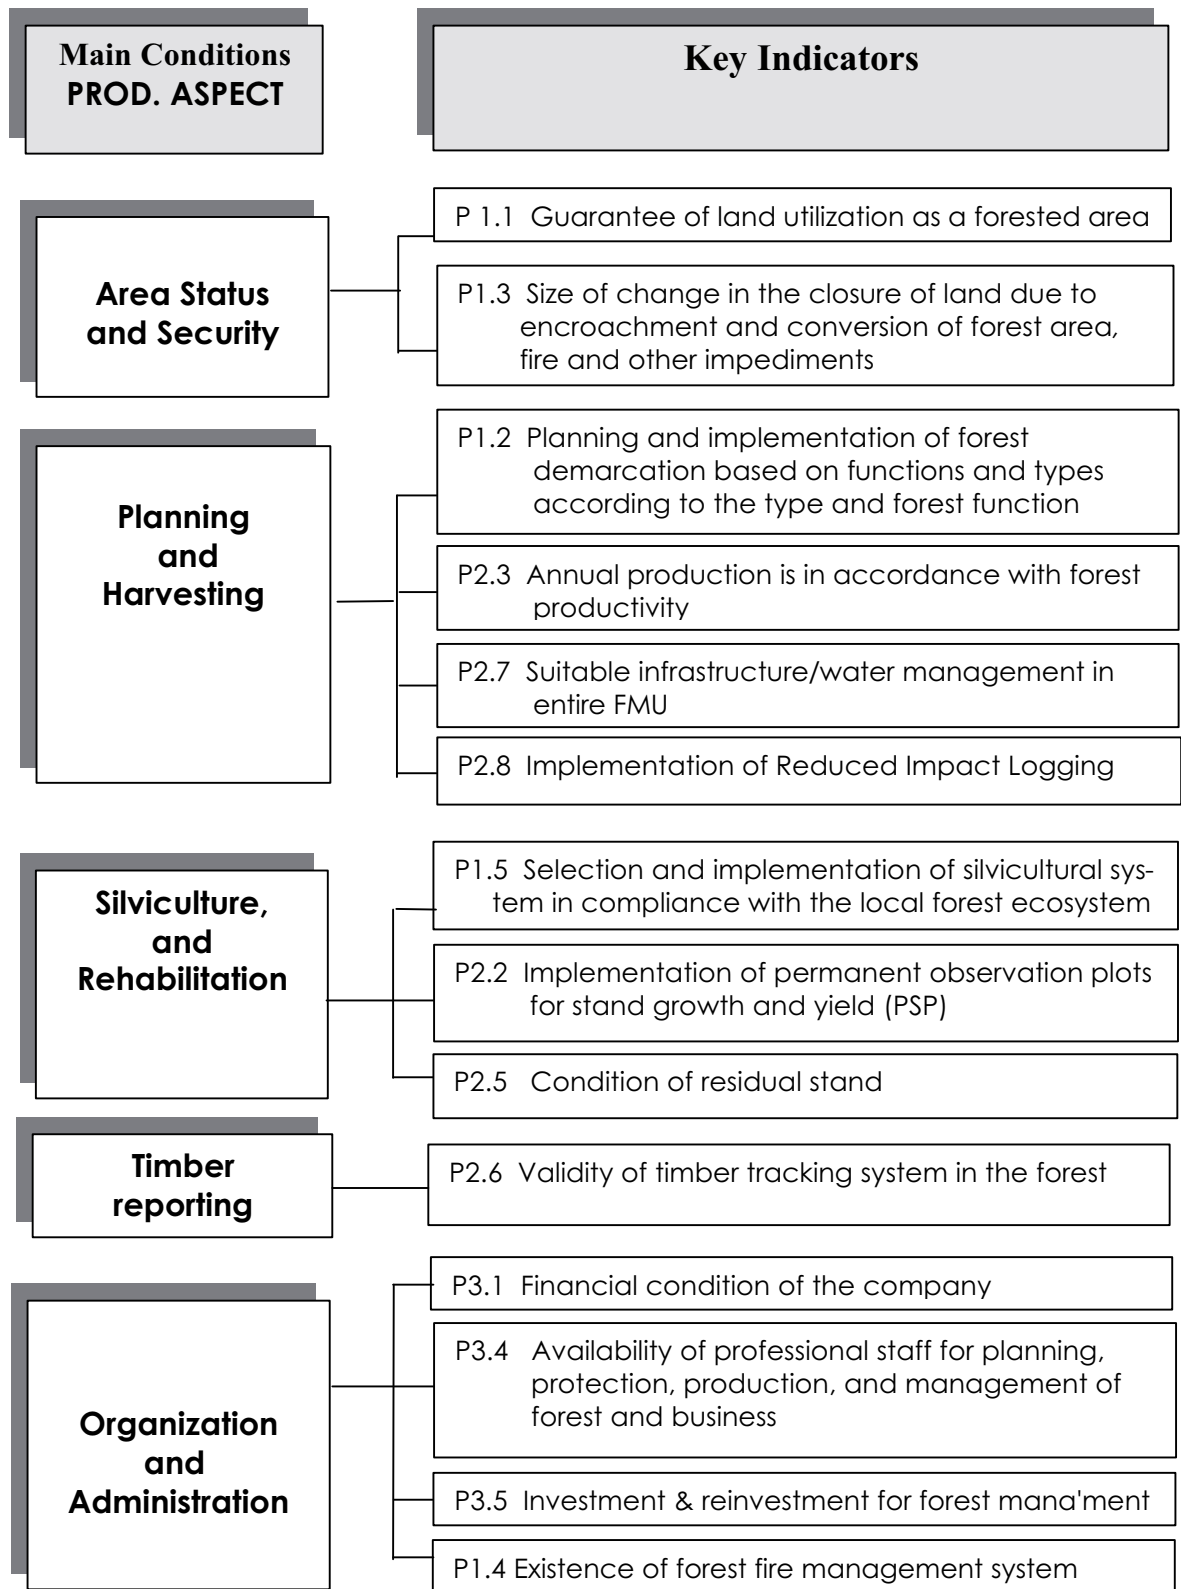 Main Conditions
PROD. ASPECT
Key Indicators
Area Status
and Security
P 1.1 Guarantee of land utilization as a forested area
P1.3 Size of change in the closure of land due to
encroachment and conversion of forest area,
fire and other impediments
Planning
and
Harvesting
P1.2 Planning and implementation of forest
demarcation based on functions and types
according to the type and forest function
P2.3 Annual production is in accordance with forest
productivity
P2.7 Suitable infrastructure/water management in
entire FMU
P2.8 Implementation of Reduced Impact Logging
Silviculture,
and
Rehabilitation
P1.5 Selection and implementation of silvicultural sys-
tem in compliance with the local forest ecosystem
P2.2 Implementation of permanent observation plots
for stand growth and yield (PSP)
P2.5 Condition of residual stand
Timber
reporting
P2.6 Validity of timber tracking system in the forest
Organization
and
Administration
P3.1 Financial condition of the company
P3.4 Availability of professional staff for planning,
protection, production, and management of
forest and business
P3.5 Investment & reinvestment for forest mana'ment
P1.4 Existence of forest fire management system